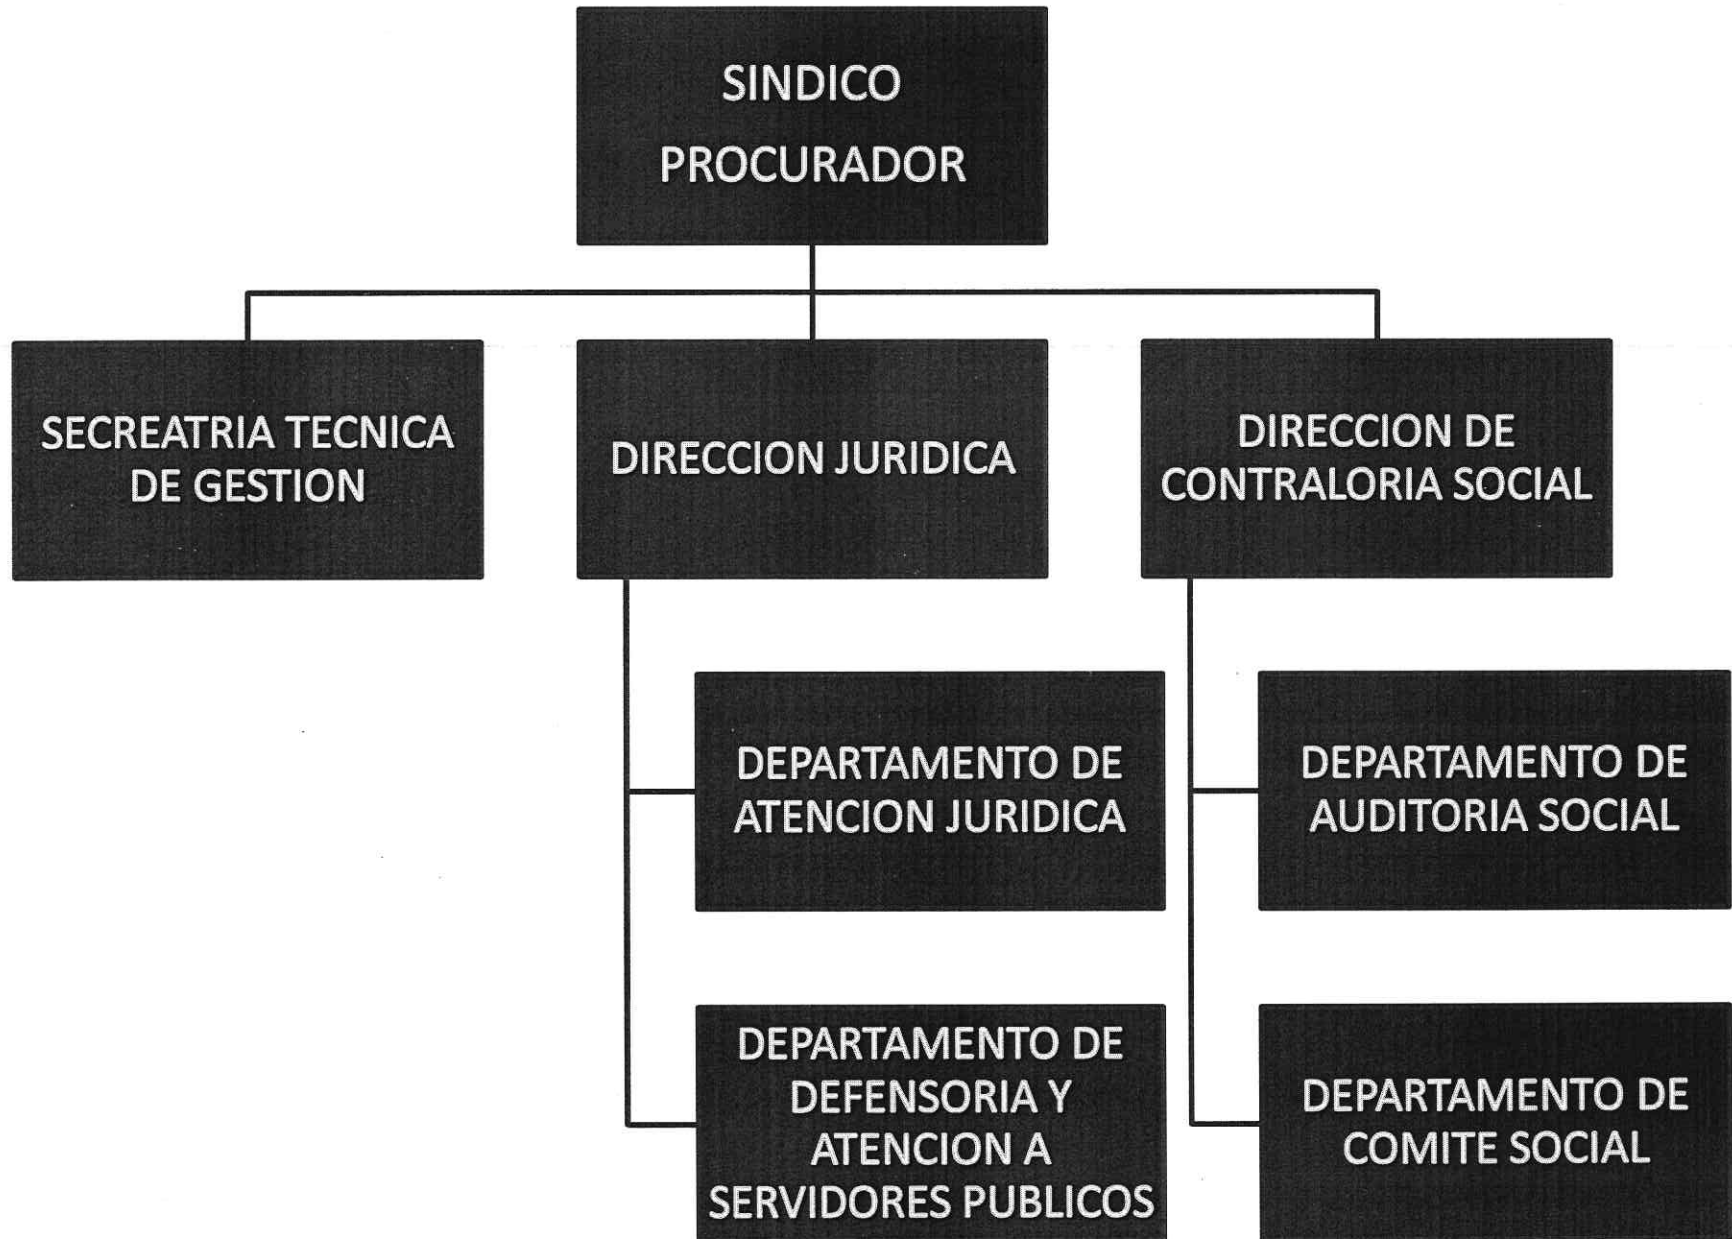 SINDICO
PROCURADOR
SECREATRIA TECNICA
DE GESTION
DIRECCION JURIDICA
DIRECCION DE
CONTRALORIA SOCIAL
DEPARTAMENTO DE
ATENCION JURIDICA
DEPARTAMENTO DE
AUDITORIA SOCIAL
DEPARTAMENTO DE
DEFENSORIA Y
ATENCION A
SERVIDORES PUBLICOS
DEPARTAMENTO DE
COMITE SOCIAL